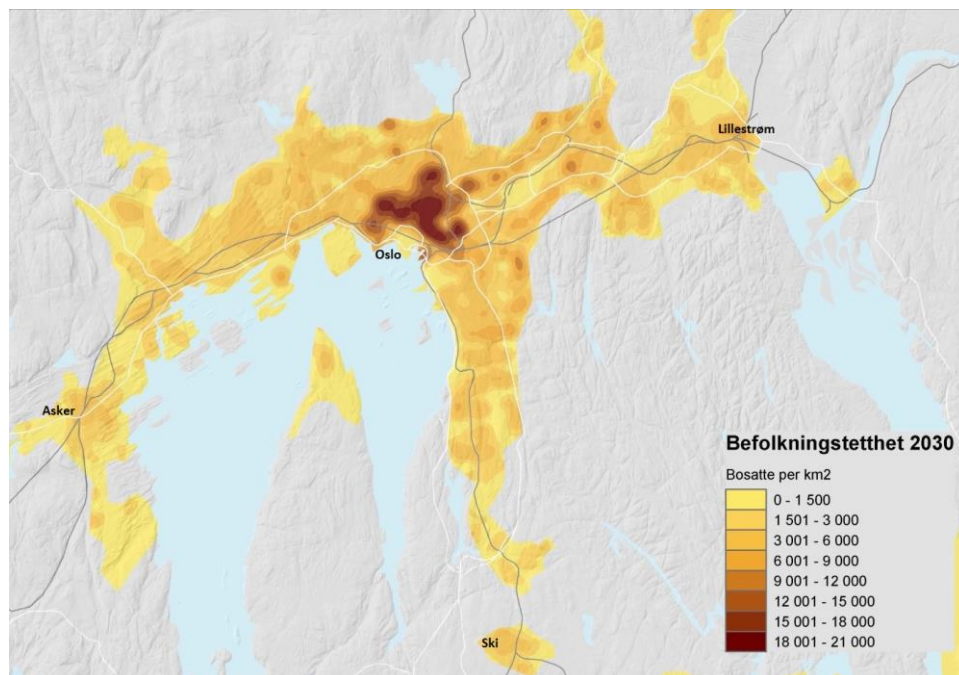 Lillestrøm
Oslo
Asker
Ski
Befolkningstetthet 2030
Bosatte per km2
0 - 1 500
1 501 - 3 000
3 001 - 6 000
6 001 - 9 000
9 001 - 12 000
12 001 - 15 000
15 001 - 18 000
18 001 - 21 000